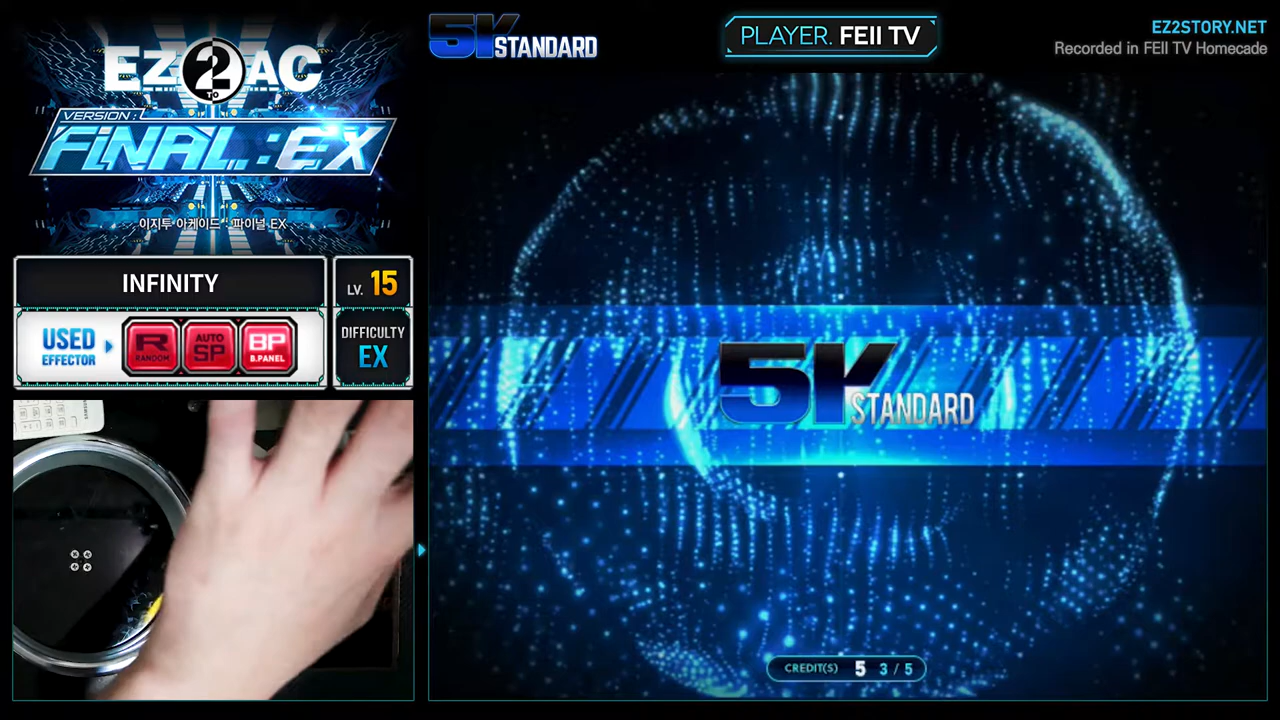 EZ2AC
TO
VERSION :
FiNAL:EX
이지투 아케이드 : 파이널 EX
INFINITY
LV. 15
USED
EFFECTOR
R
RANDOM
AUTO
SP
BP
B.PANEL
DIFFICULTY
EX
5K STANDARD
PLAYER. FEII TV
EZ2STORY.NET
Recorded in FEII TV Homecade
5K STANDARD
CREDIT(S) 5 3 / 5